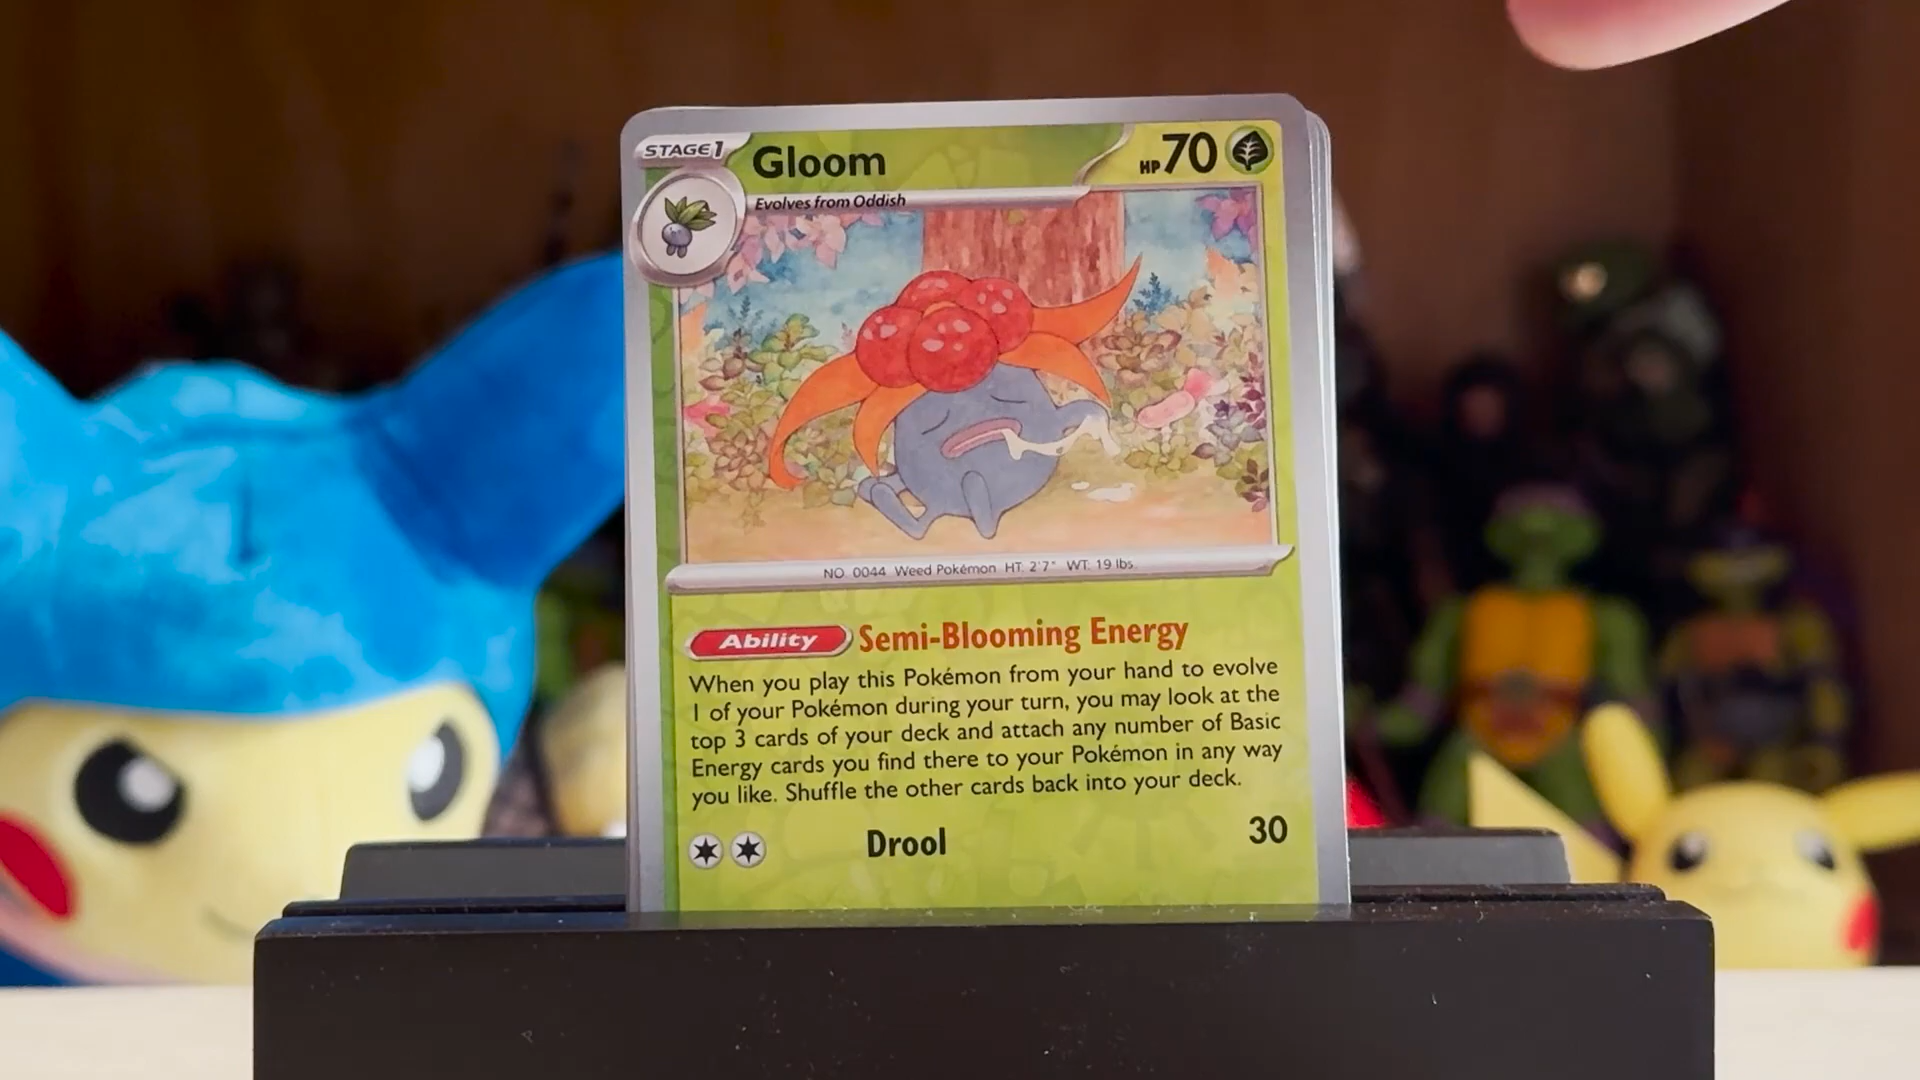 STAGE1
Gloom
HP 70
Evolves from Oddish
NO. 0044 Weed Pokémon HT: 2'7" WT: 19 lbs.
Ability Semi-Blooming Energy
When you play this Pokémon from your hand to evolve
1 of your Pokémon during your turn, you may look at the
top 3 cards of your deck and attach any number of Basic
Energy cards you find there to your Pokémon in any way
you like. Shuffle the other cards back into your deck.
Drool 30